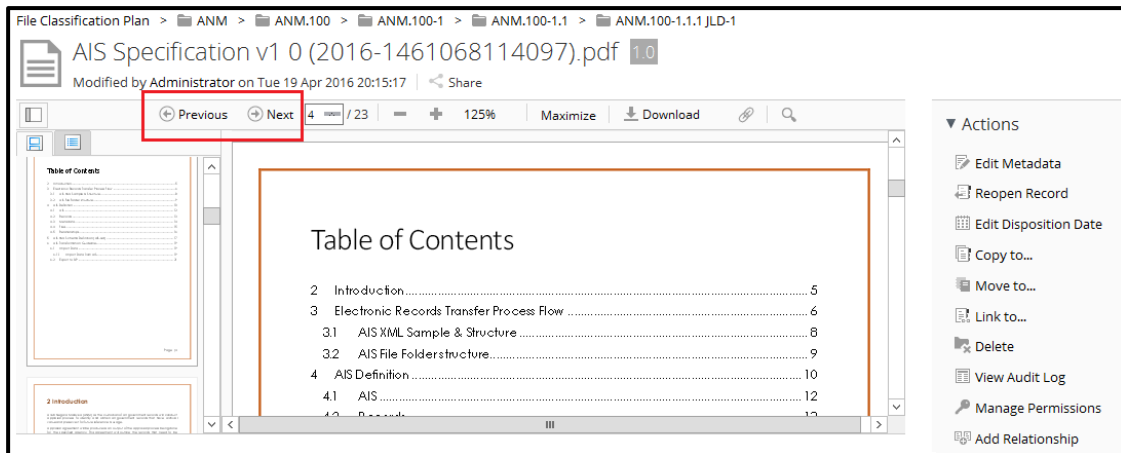 File Classification Plan > ANM > ANM.100 > ANM.100-1 > ANM.100-1.1 > ANM.100-1.1.1 JLD-1
AIS Specification v1 0 (2016-1461068114097).pdf 1.0
Modified by Administrator on Tue 19 Apr 2016 20:15:17 Share
Previous Next 4 / 23 125% Maximize Download
Table of Contents
2 Introduction
Table of Contents
2 Introduction 5
3 Electronic Records Transfer Process Flow 6
3.1 AIS XML Sample & Structure 8
3.2 AIS File Folderstructure 9
4 AIS Definition 10
4.1 AIS 12
4.2 Records 12
Actions
Edit Metadata
Reopen Record
Edit Disposition Date
Copy to...
Move to...
Link to...
Delete
View Audit Log
Manage Permissions
Add Relationship